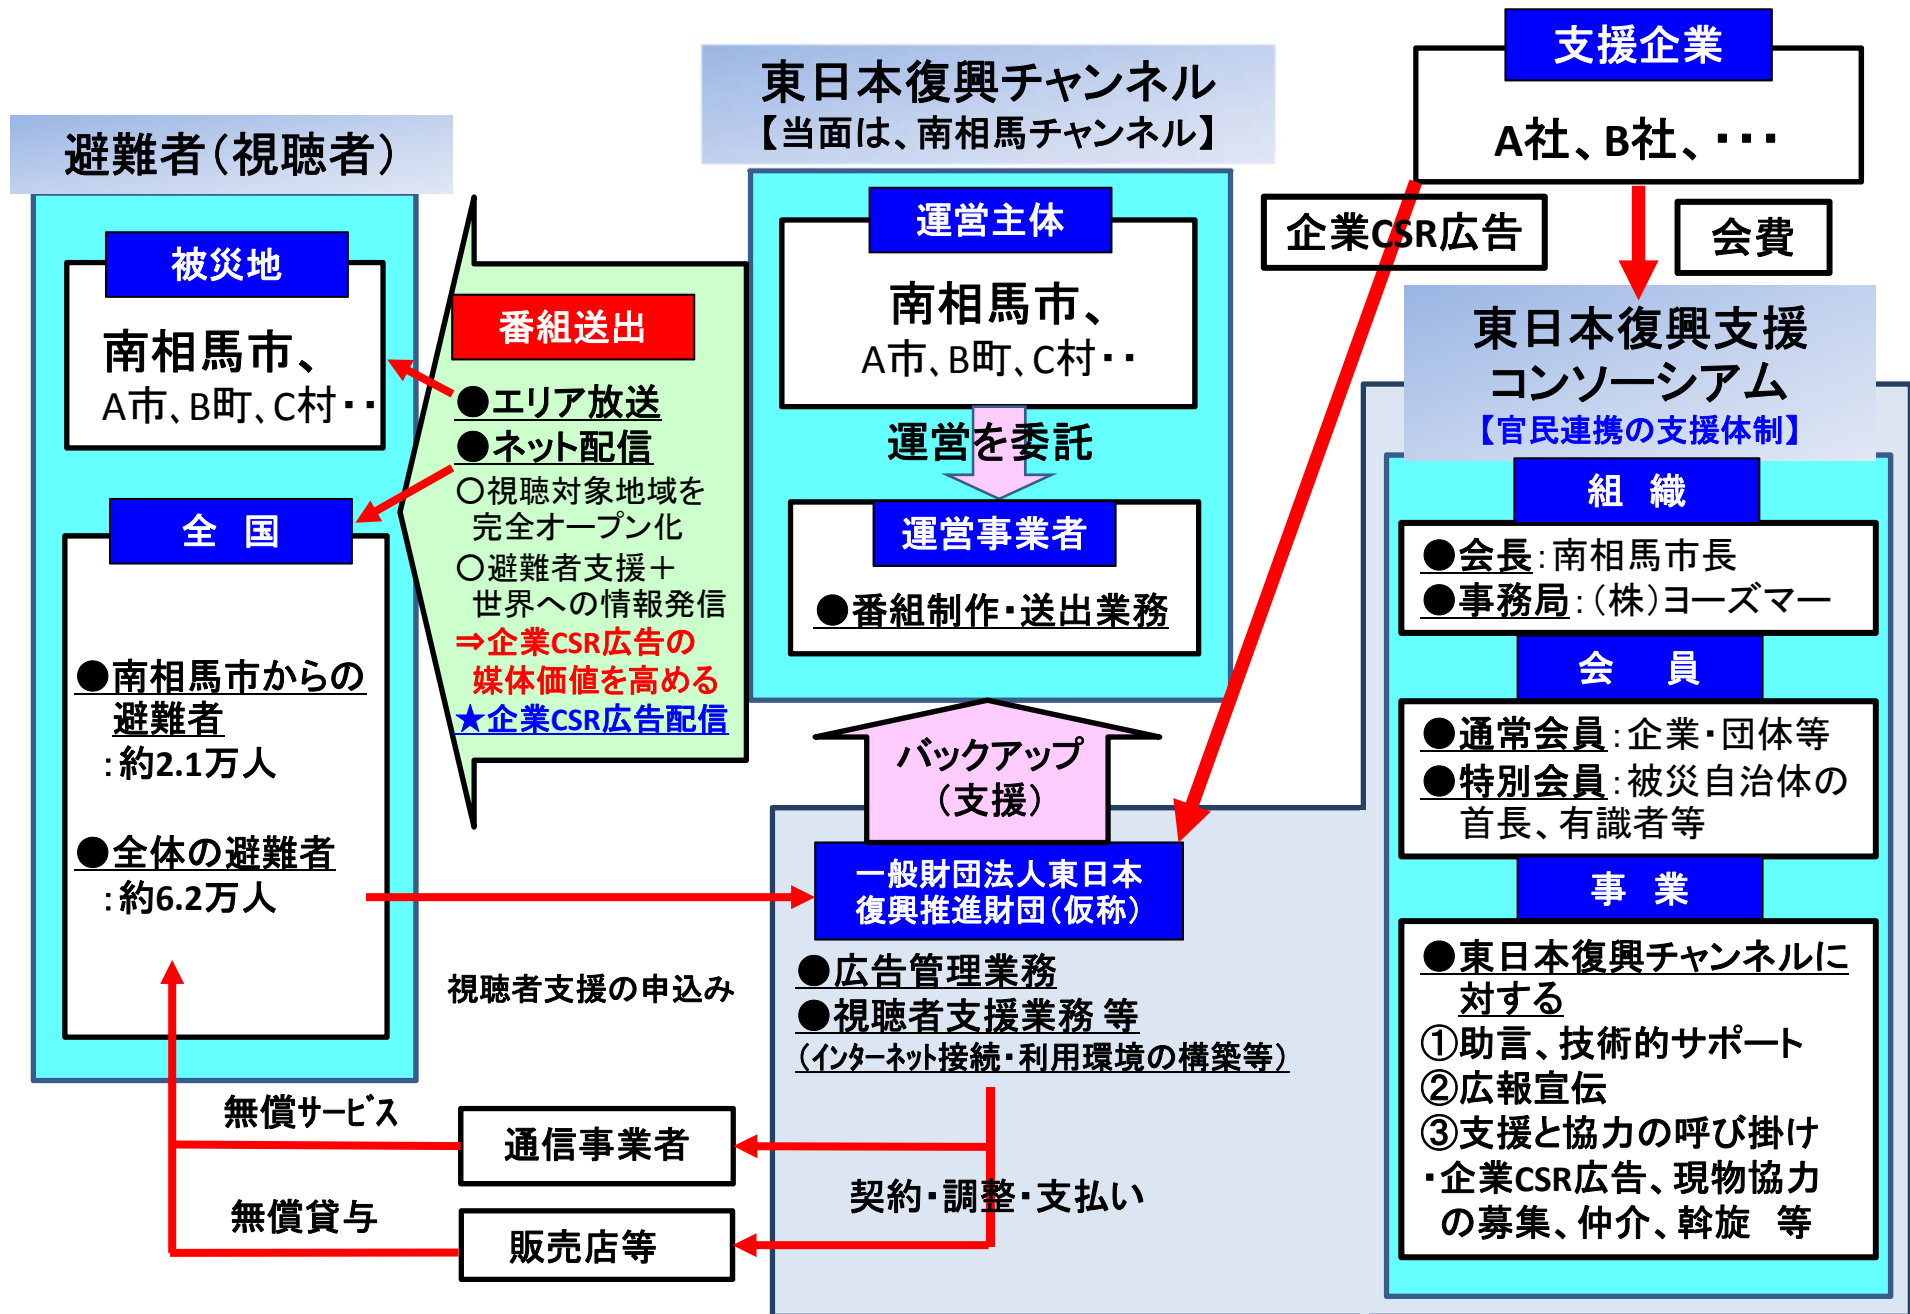 避難者（視聴者）
被災地
南相馬市、
A市、B町、C村・・
全　国
●南相馬市からの
避難者
：約2.1万人
●全体の避難者
：約6.2万人
番組送出
●エリア放送
●ネット配信
○視聴対象地域を
完全オープン化
○避難者支援＋
世界への情報発信
⇒企業CSR広告の
媒体価値を高める
★企業CSR広告配信
東日本復興チャンネル
【当面は、南相馬チャンネル】
運営主体
南相馬市、
A市、B町、C村・・
運営を委託
運営事業者
●番組制作・送出業務
バックアップ
（支援）
一般財団法人東日本
復興推進財団（仮称）
●広告管理業務
●視聴者支援業務 等
（インターネット接続・利用環境の構築等）
視聴者支援の申込み
無償サービス
通信事業者
契約・調整・支払い
無償貸与
販売店等
支援企業
A社、B社、・・・
企業CSR広告
会費
東日本復興支援
コンソーシアム
【官民連携の支援体制】
組　織
●会長：南相馬市長
●事務局：（株）ヨーズマー
会　員
●通常会員：企業・団体等
●特別会員：被災自治体の
首長、有識者等
事　業
●東日本復興チャンネルに
対する
①助言、技術的サポート
②広報宣伝
③支援と協力の呼び掛け
・企業CSR広告、現物協力
の募集、仲介、斡旋　等